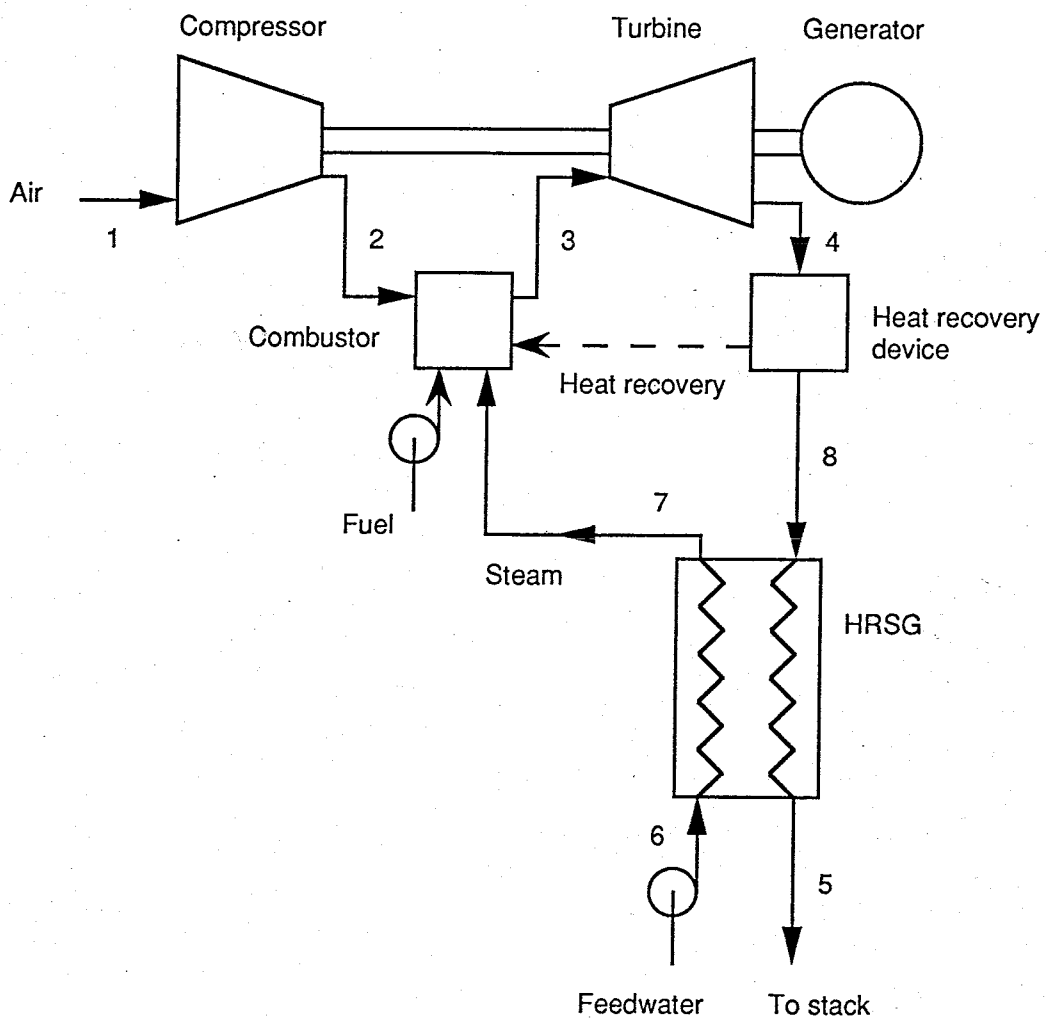 Compressor
Turbine
Generator
Air
1
2
3
4
Combustor
Heat recovery
device
Heat recovery
8
Fuel
7
Steam
HRSG
6
5
Feedwater
To stack